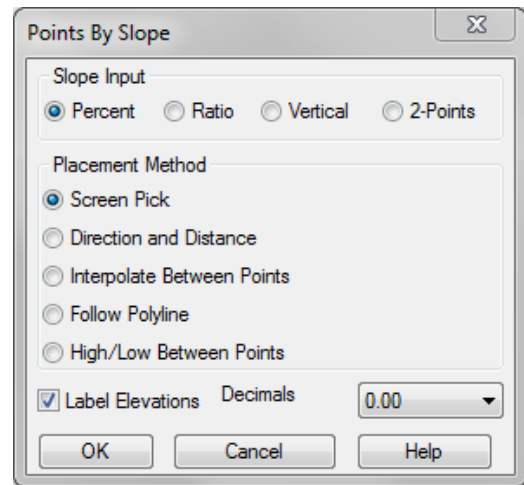 Points By Slope
Slope Input
Percent Ratio Vertical 2-Points
Placement Method
Screen Pick
Direction and Distance
Interpolate Between Points
Follow Polyline
High/Low Between Points
Label Elevations Decimals 0.00
OK Cancel Help